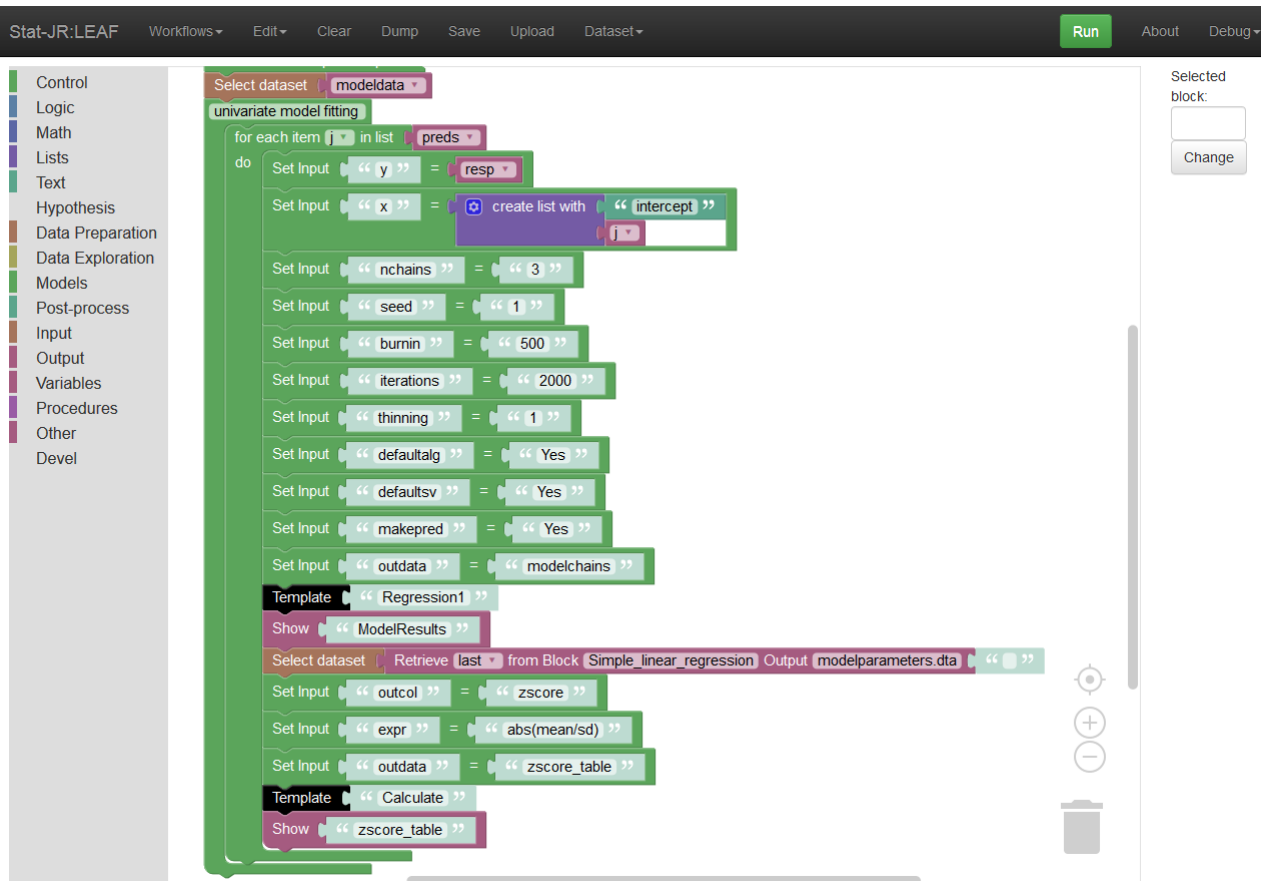 Stat-JR:LEAF Workflows Edit Clear Dump Save Upload Dataset Run About Debug
Control
Logic
Math
Lists
Text
Hypothesis
Data Preparation
Data Exploration
Models
Post-process
Input
Output
Variables
Procedures
Other
Devel
Select dataset modeldata
univariate model fitting
for each item j in list preds
do Set Input “ y ” = resp
Set Input “ x ” = create list with “ intercept ”
j
Set Input “ nchains ” = “ 3 ”
Set Input “ seed ” = “ 1 ”
Set Input “ burnin ” = “ 500 ”
Set Input “ iterations ” = “ 2000 ”
Set Input “ thinning ” = “ 1 ”
Set Input “ defaultalg ” = “ Yes ”
Set Input “ defaultsv ” = “ Yes ”
Set Input “ makepred ” = “ Yes ”
Set Input “ outdata ” = “ modelchains ”
Template “ Regression1 ”
Show “ ModelResults ”
Select dataset Retrieve last from Block Simple_linear_regression Output modelparameters.dta “ ”
Set Input “ outcol ” = “ zscore ”
Set Input “ expr ” = “ abs(mean/sd) ”
Set Input “ outdata ” = “ zscore_table ”
Template “ Calculate ”
Show “ zscore_table ”
Selected
block:
Change